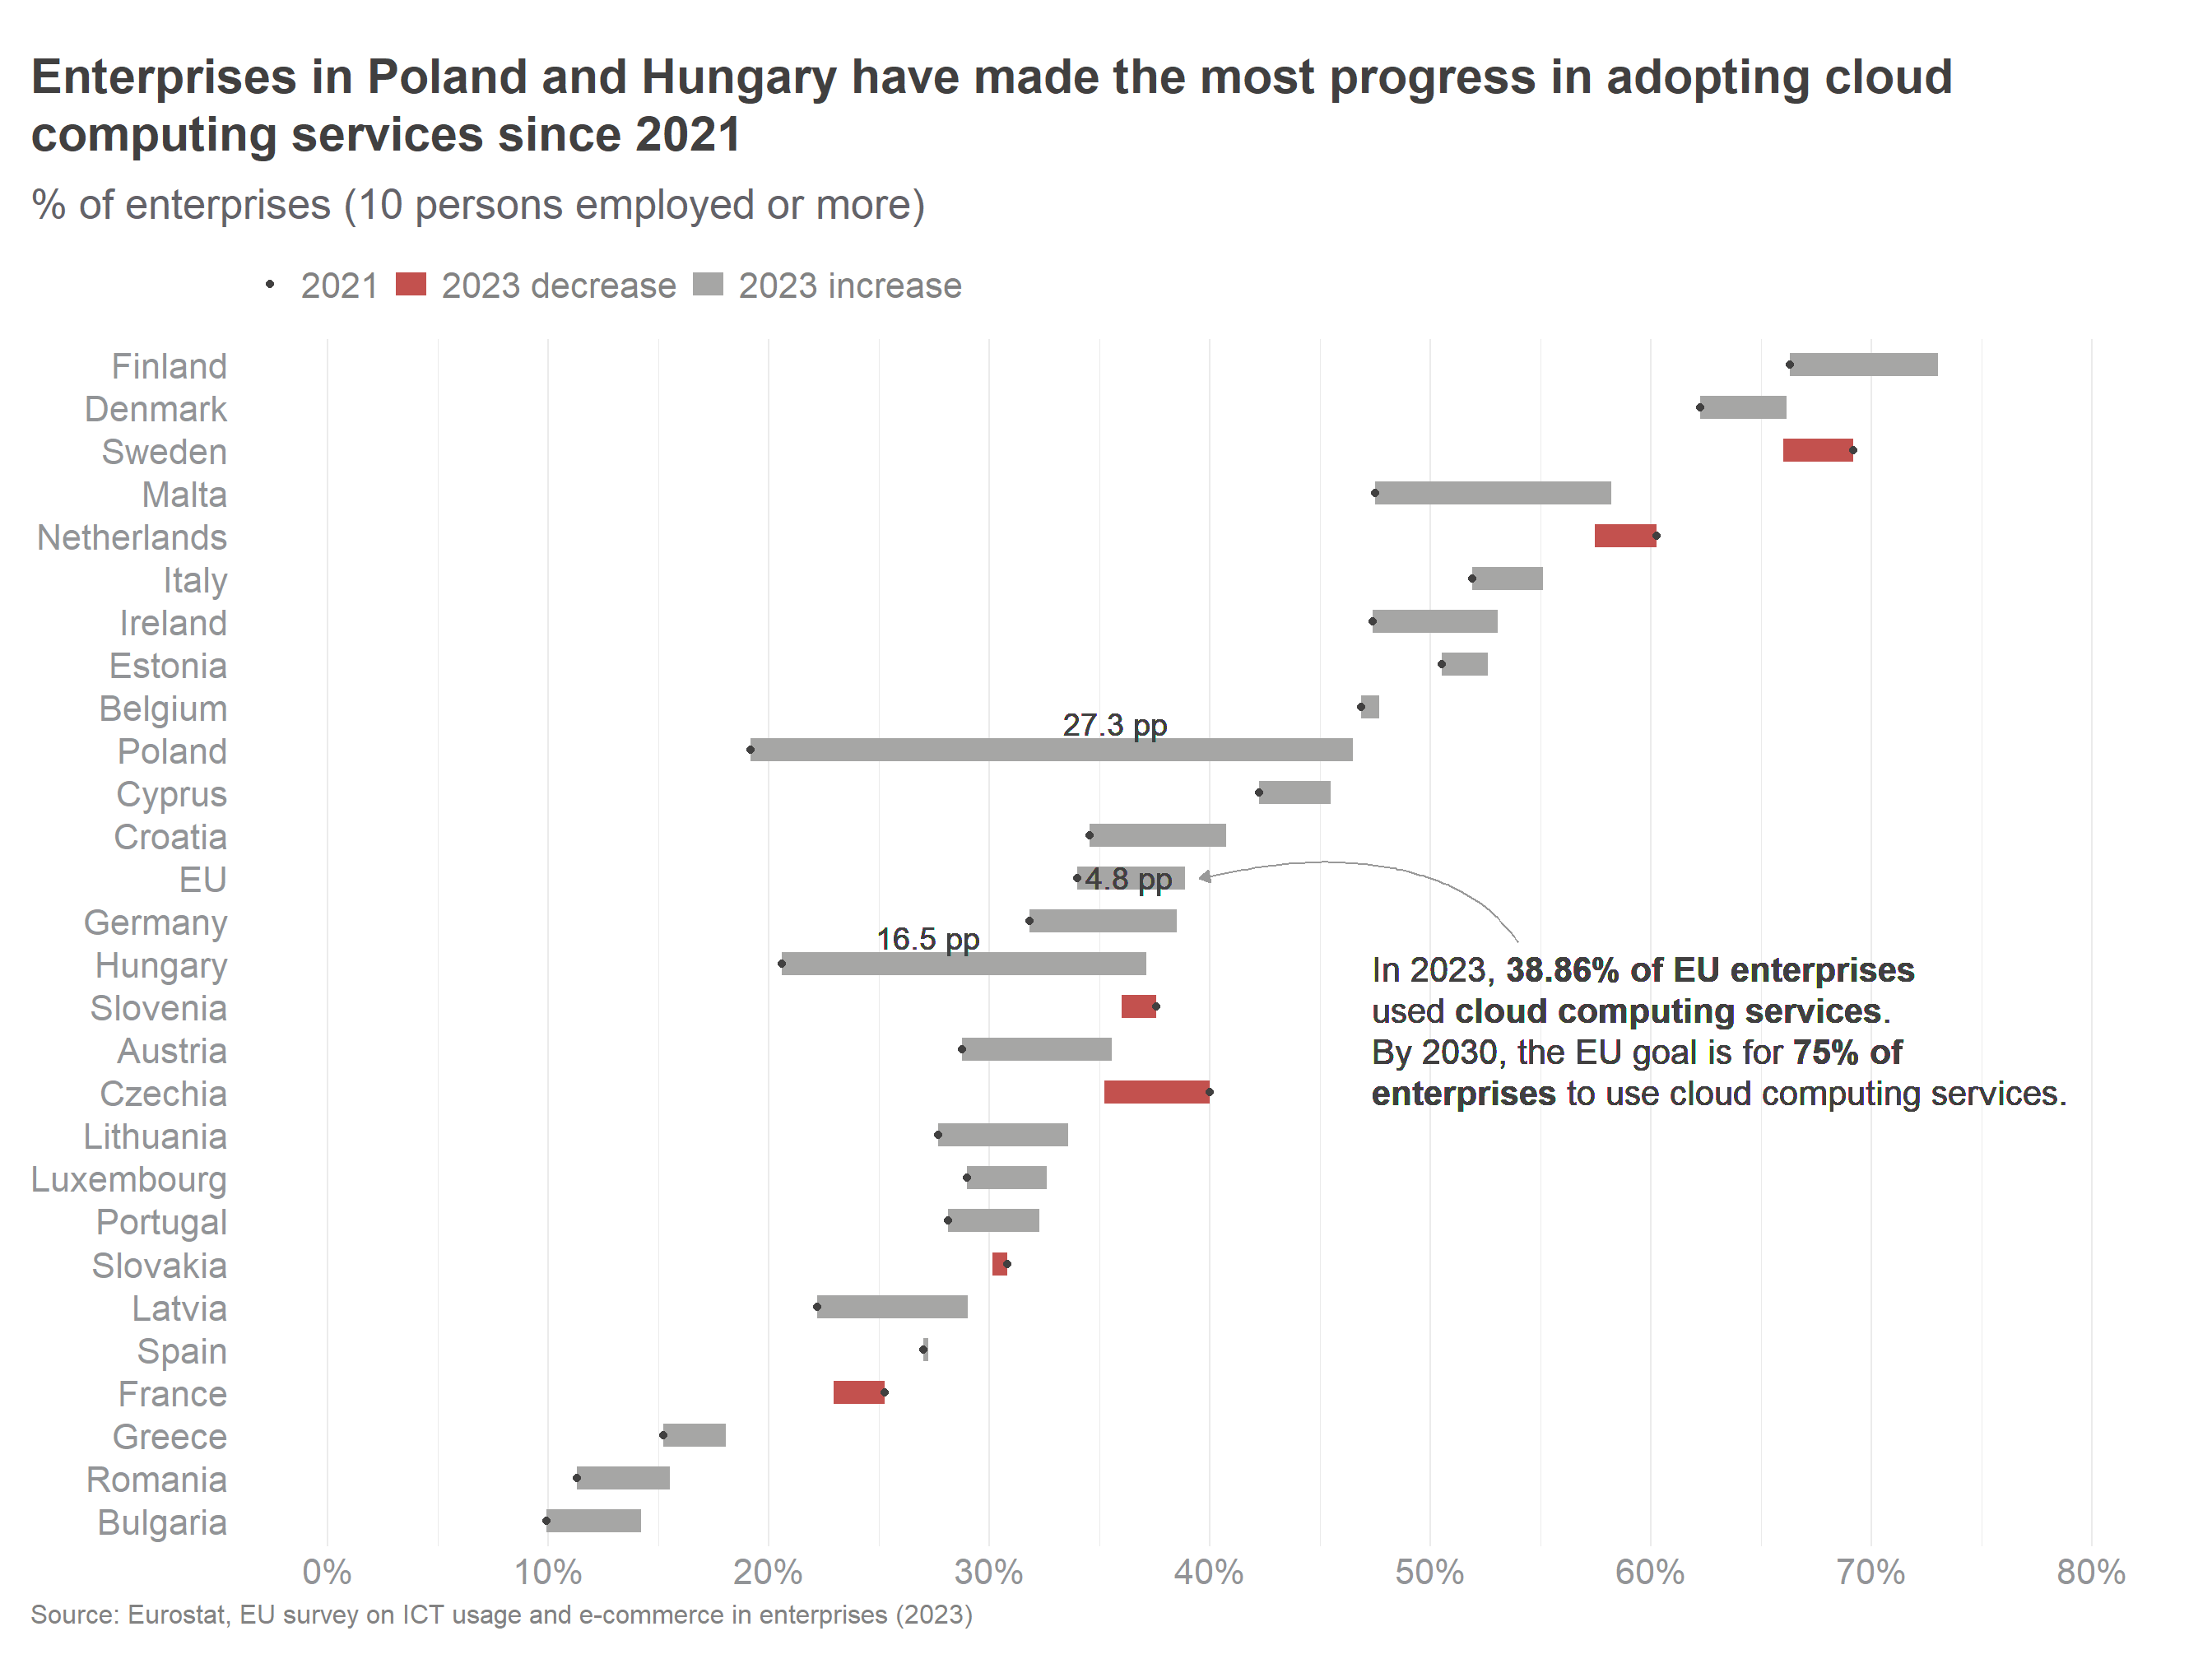 Enterprises in Poland and Hungary have made the most progress in adopting cloud
computing services since 2021
% of enterprises (10 persons employed or more)
2021 2023 decrease 2023 increase
Finland
Denmark
Sweden
Malta
Netherlands
Italy
Ireland
Estonia
Belgium
27.3 pp
Poland
Cyprus
Croatia
EU 4.8 pp
Germany
16.5 pp
Hungary
In 2023, 38.86% of EU enterprises
used cloud computing services.
By 2030, the EU goal is for 75% of
enterprises to use cloud computing services.
Slovenia
Austria
Czechia
Lithuania
Luxembourg
Portugal
Slovakia
Latvia
Spain
France
Greece
Romania
Bulgaria
0% 10% 20% 30% 40% 50% 60% 70% 80%
Source: Eurostat, EU survey on ICT usage and e-commerce in enterprises (2023)